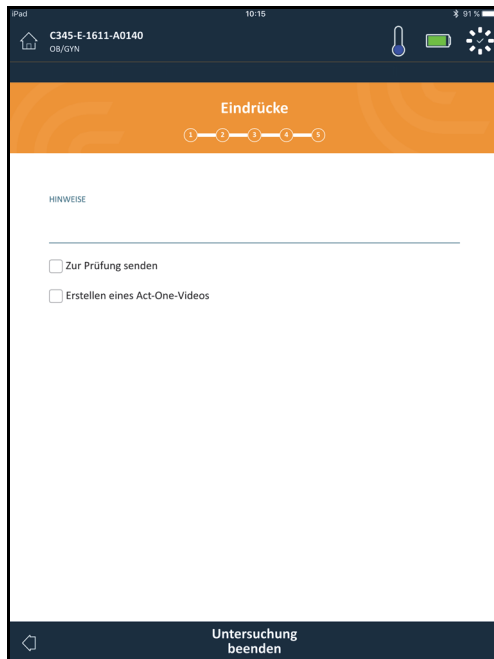 iPad 10:15 91 %
C345-E-1611-A0140
OB/GYN
Eindrücke
1 2 3 4 5
HINWEISE
Zur Prüfung senden
Erstellen eines Act-One-Videos
Untersuchung
beenden